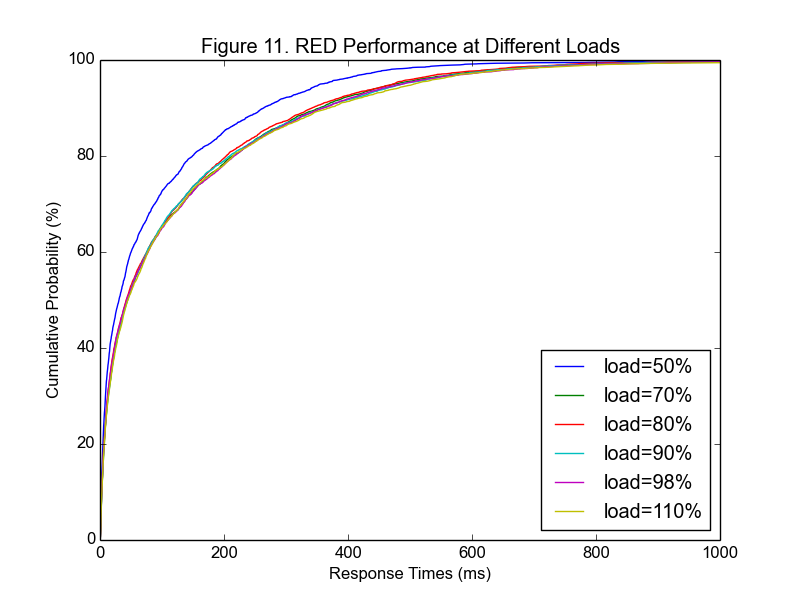 Figure 11. RED Performance at Different Loads
Cumulative Probability (%)
100
80
60
40
20
0
0 200 400 600 800 1000
Response Times (ms)
load=50%
load=70%
load=80%
load=90%
load=98%
load=110%